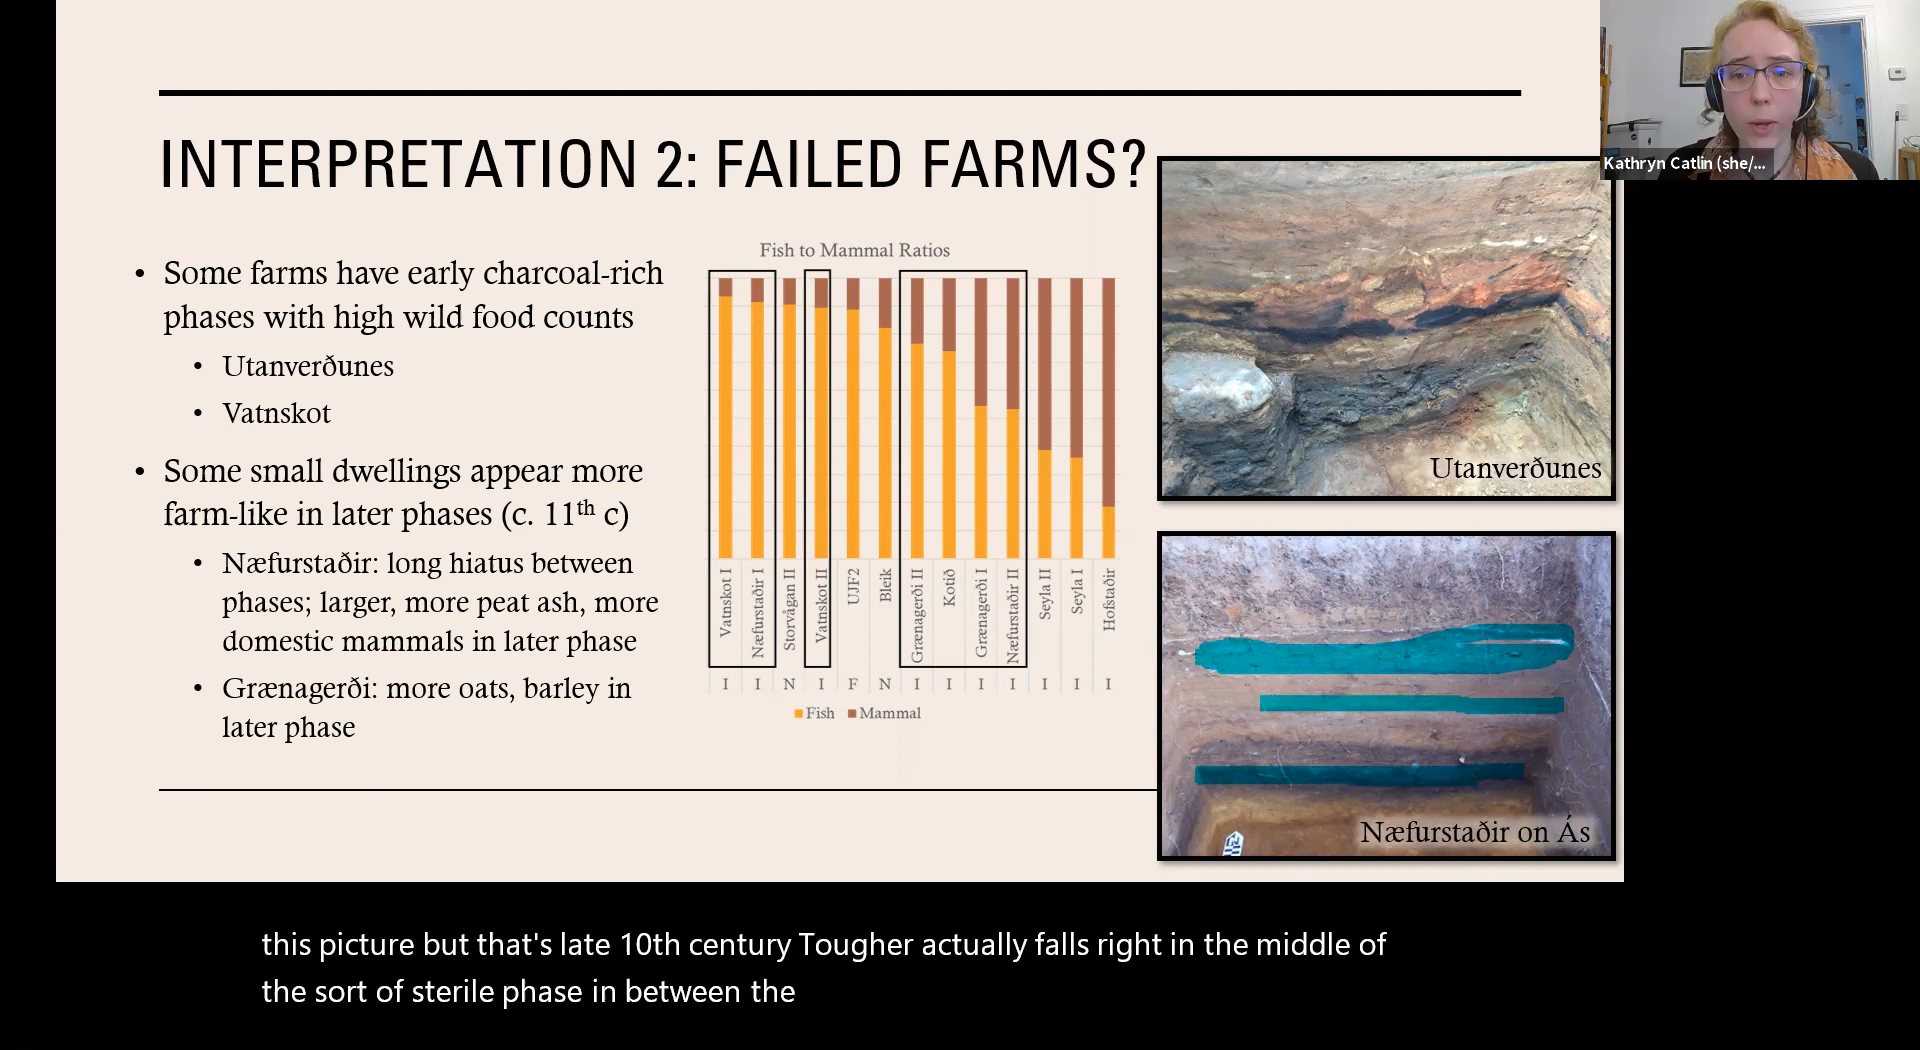 INTERPRETATION 2: FAILED FARMS?
Kathryn Catlin (she/...
• Some farms have early charcoal-rich
phases with high wild food counts
• Utanverðunes
• Vatnskot
• Some small dwellings appear more
farm-like in later phases (c. 11th c)
• Næfurstaðir: long hiatus between
phases; larger, more peat ash, more
domestic mammals in later phase
• Grænagerði: more oats, barley in
later phase
Fish to Mammal Ratios
Vatnskot I
Næfurstaðir I
Storvågan II
Vatnskot II
UJF2
Bleik
Grænagerði II
Kotið
Grænagerði I
Næfurstaðir II
Seyla II
Seyla I
Hofstaðir
I I N I F N I I I I I I I
Fish Mammal
Utanverðunes
Næfurstaðir on Ás
this picture but that's late 10th century Tougher actually falls right in the middle of
the sort of sterile phase in between the